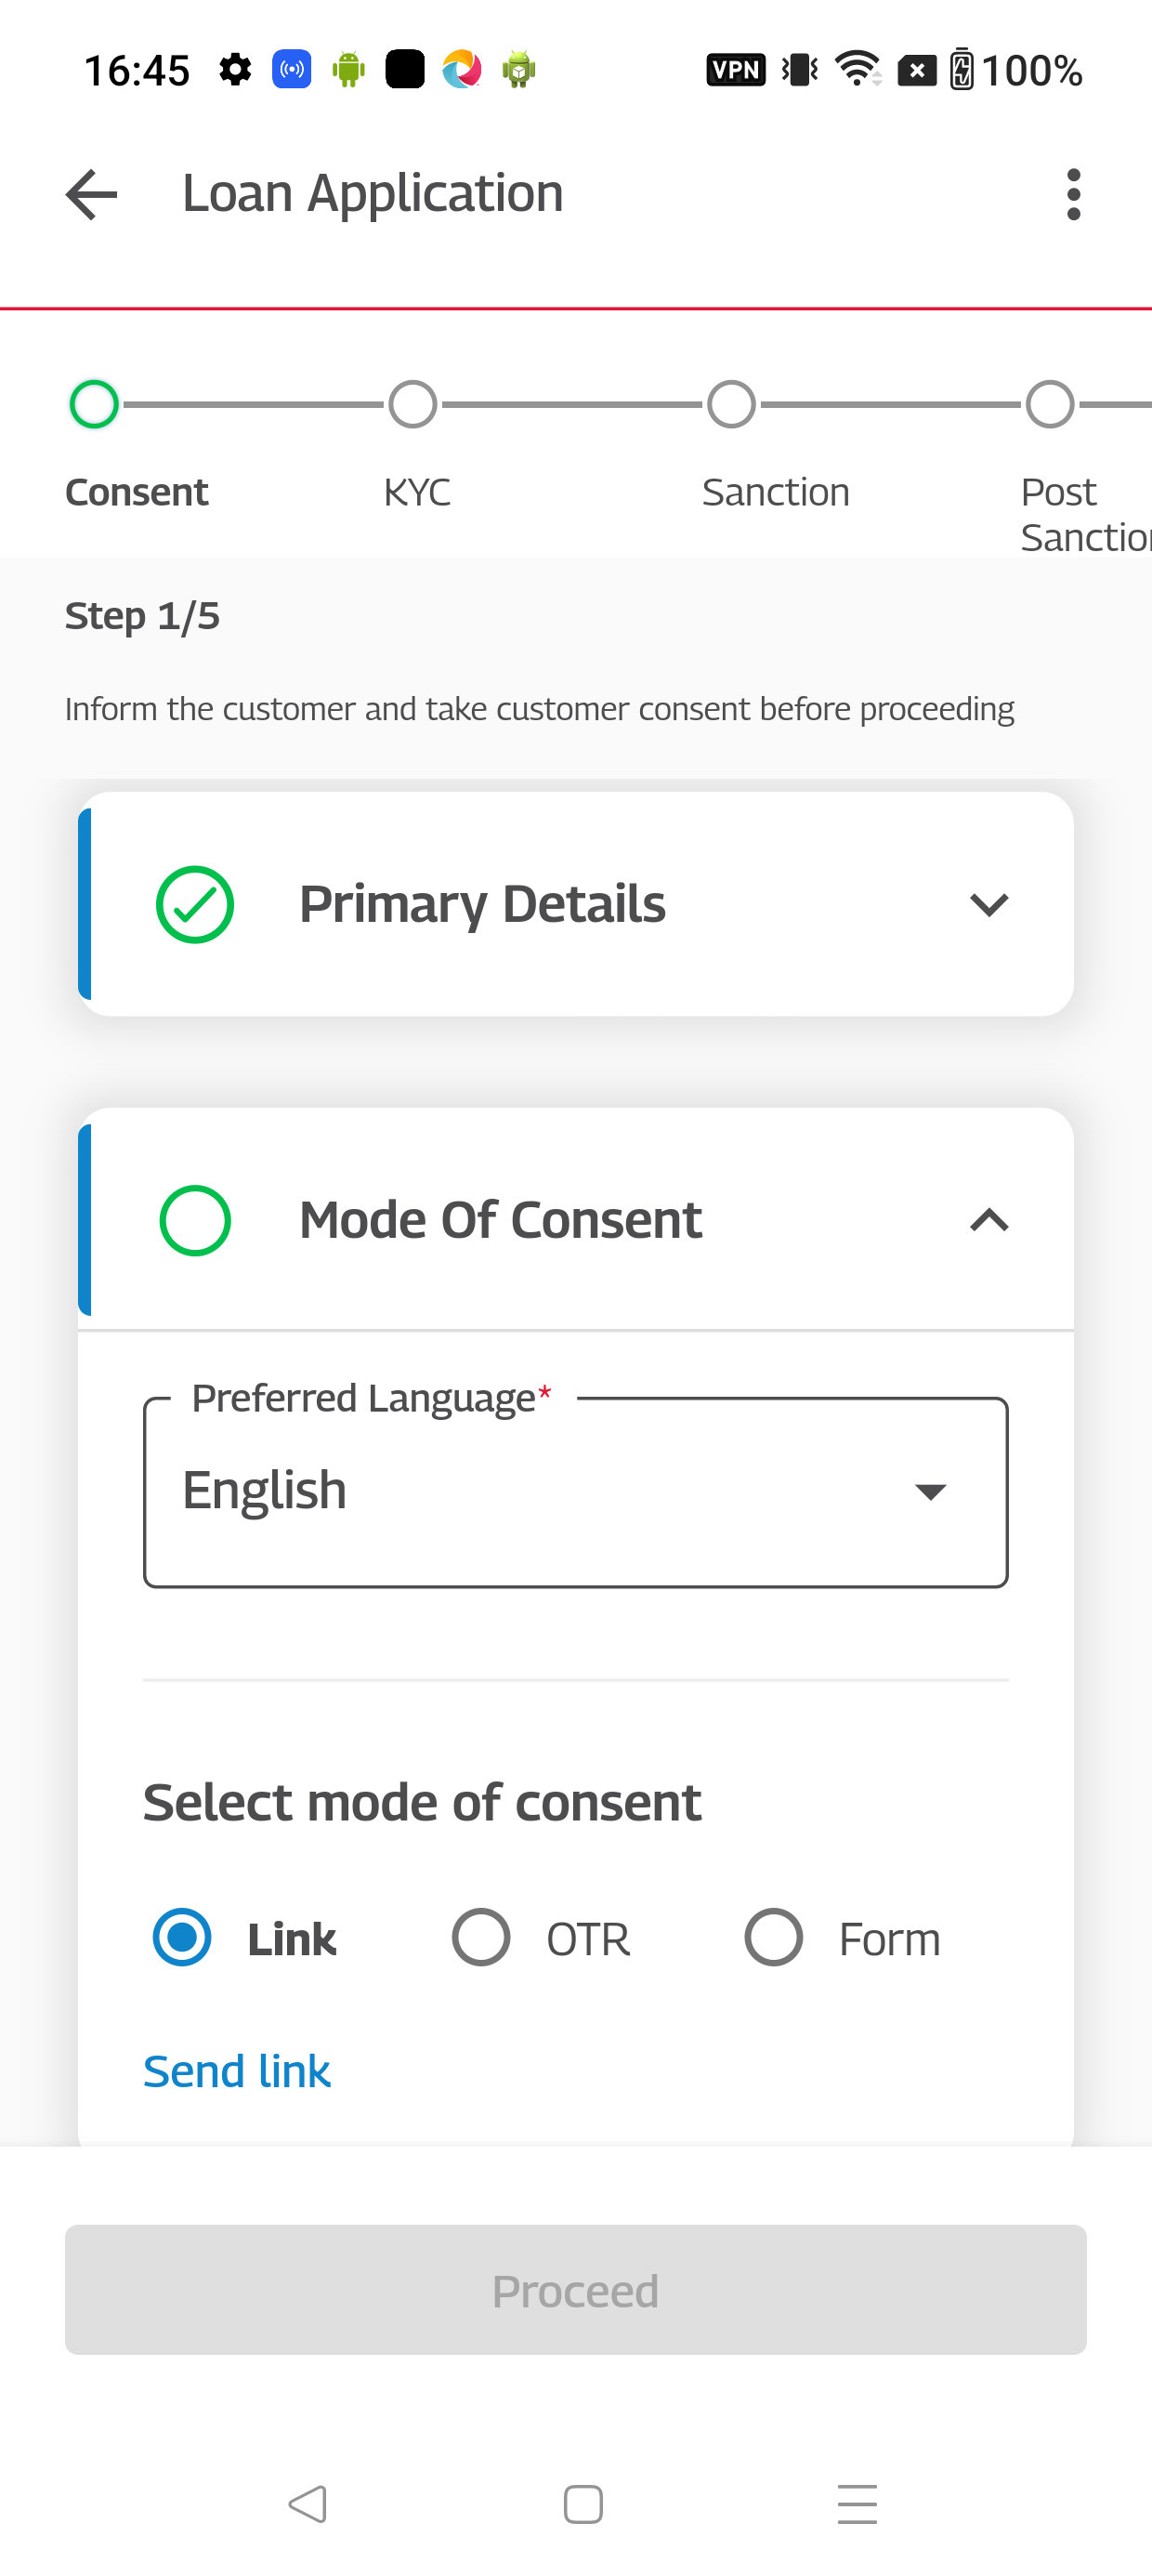 16:45 VPN 100%
Loan Application
Consent KYC Sanction Post
Sanction
Step 1/5
Inform the customer and take customer consent before proceeding
Primary Details
Mode Of Consent
Preferred Language*
English
Select mode of consent
Link OTR Form
Send link
Proceed